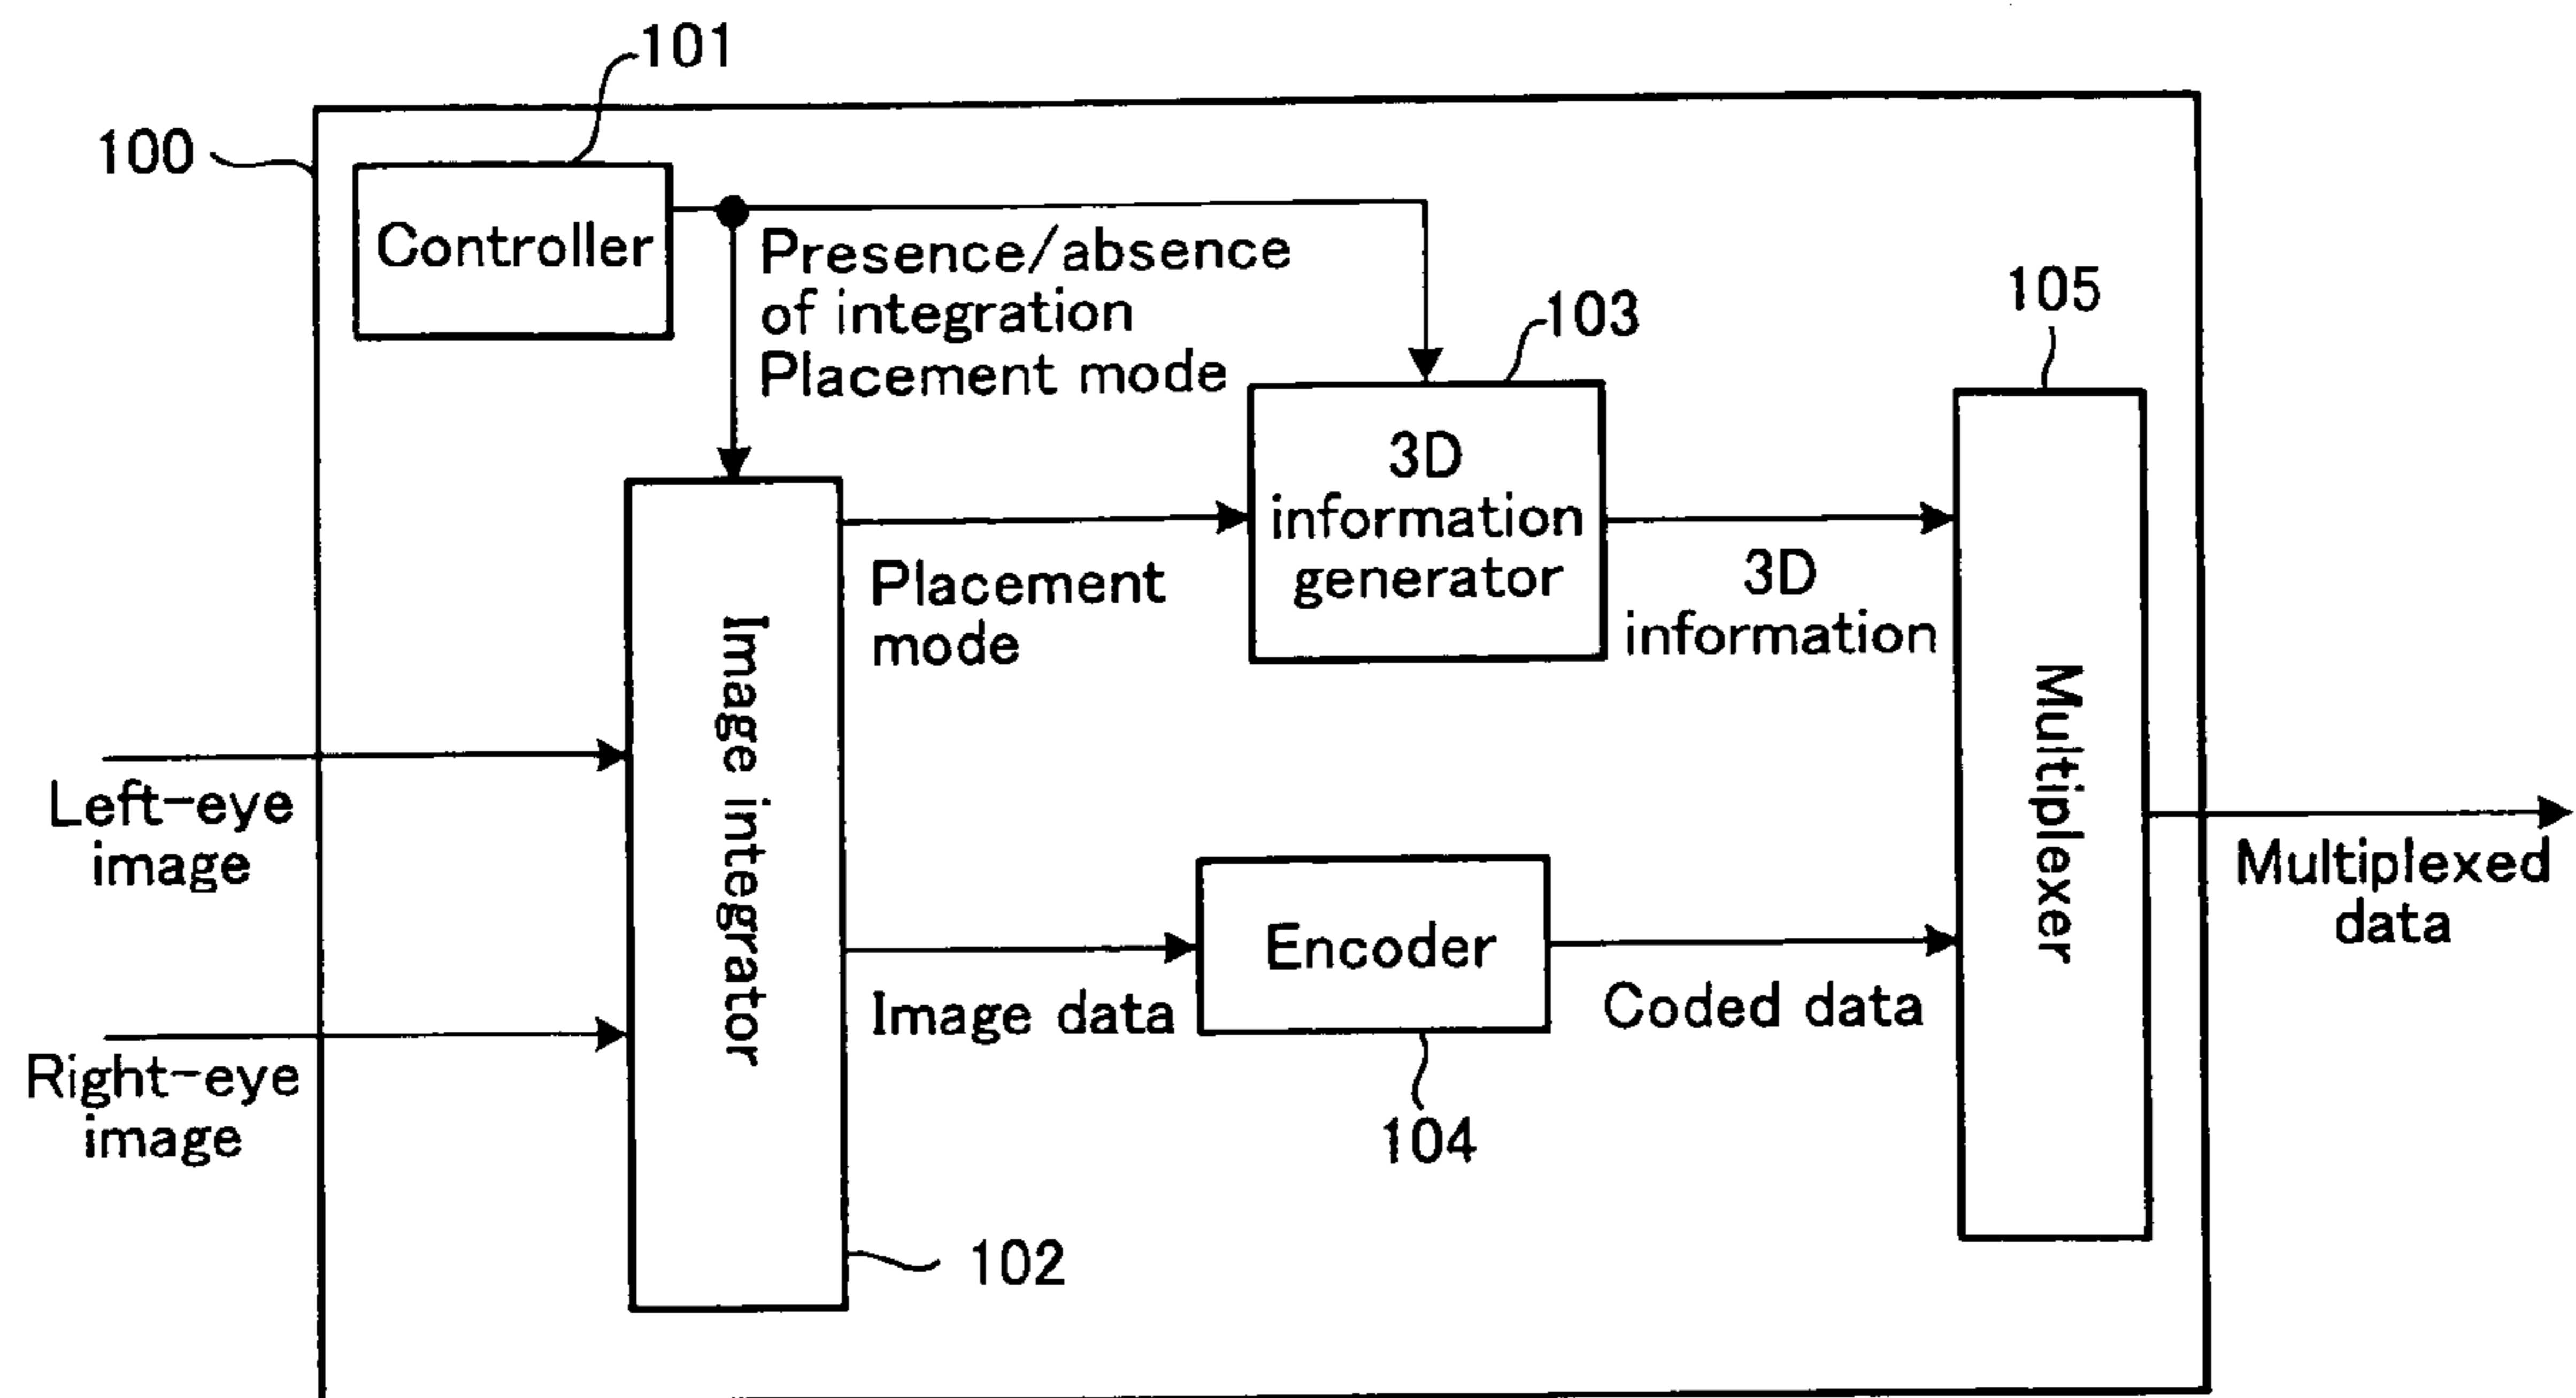 101
100
Controller
Presence/absence
of integration
Placement mode
103
105
3D
information
generator
Placement
mode
3D
information
Image integrator
Multiplexer
Left-eye
image
Multiplexed
data
Encoder
Image data
Coded data
Right-eye
image
104
102